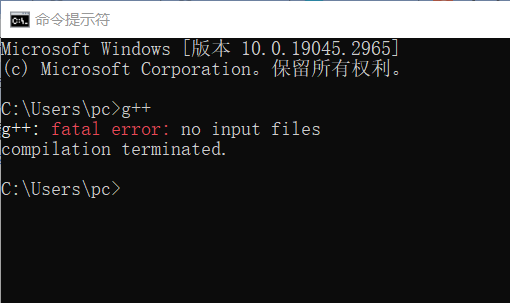 命令提示符
Microsoft Windows [版本 10.0.19045.2965]
(c) Microsoft Corporation。保留所有权利。
C:\Users\pc>g++
g++: fatal error: no input files
compilation terminated.
C:\Users\pc>